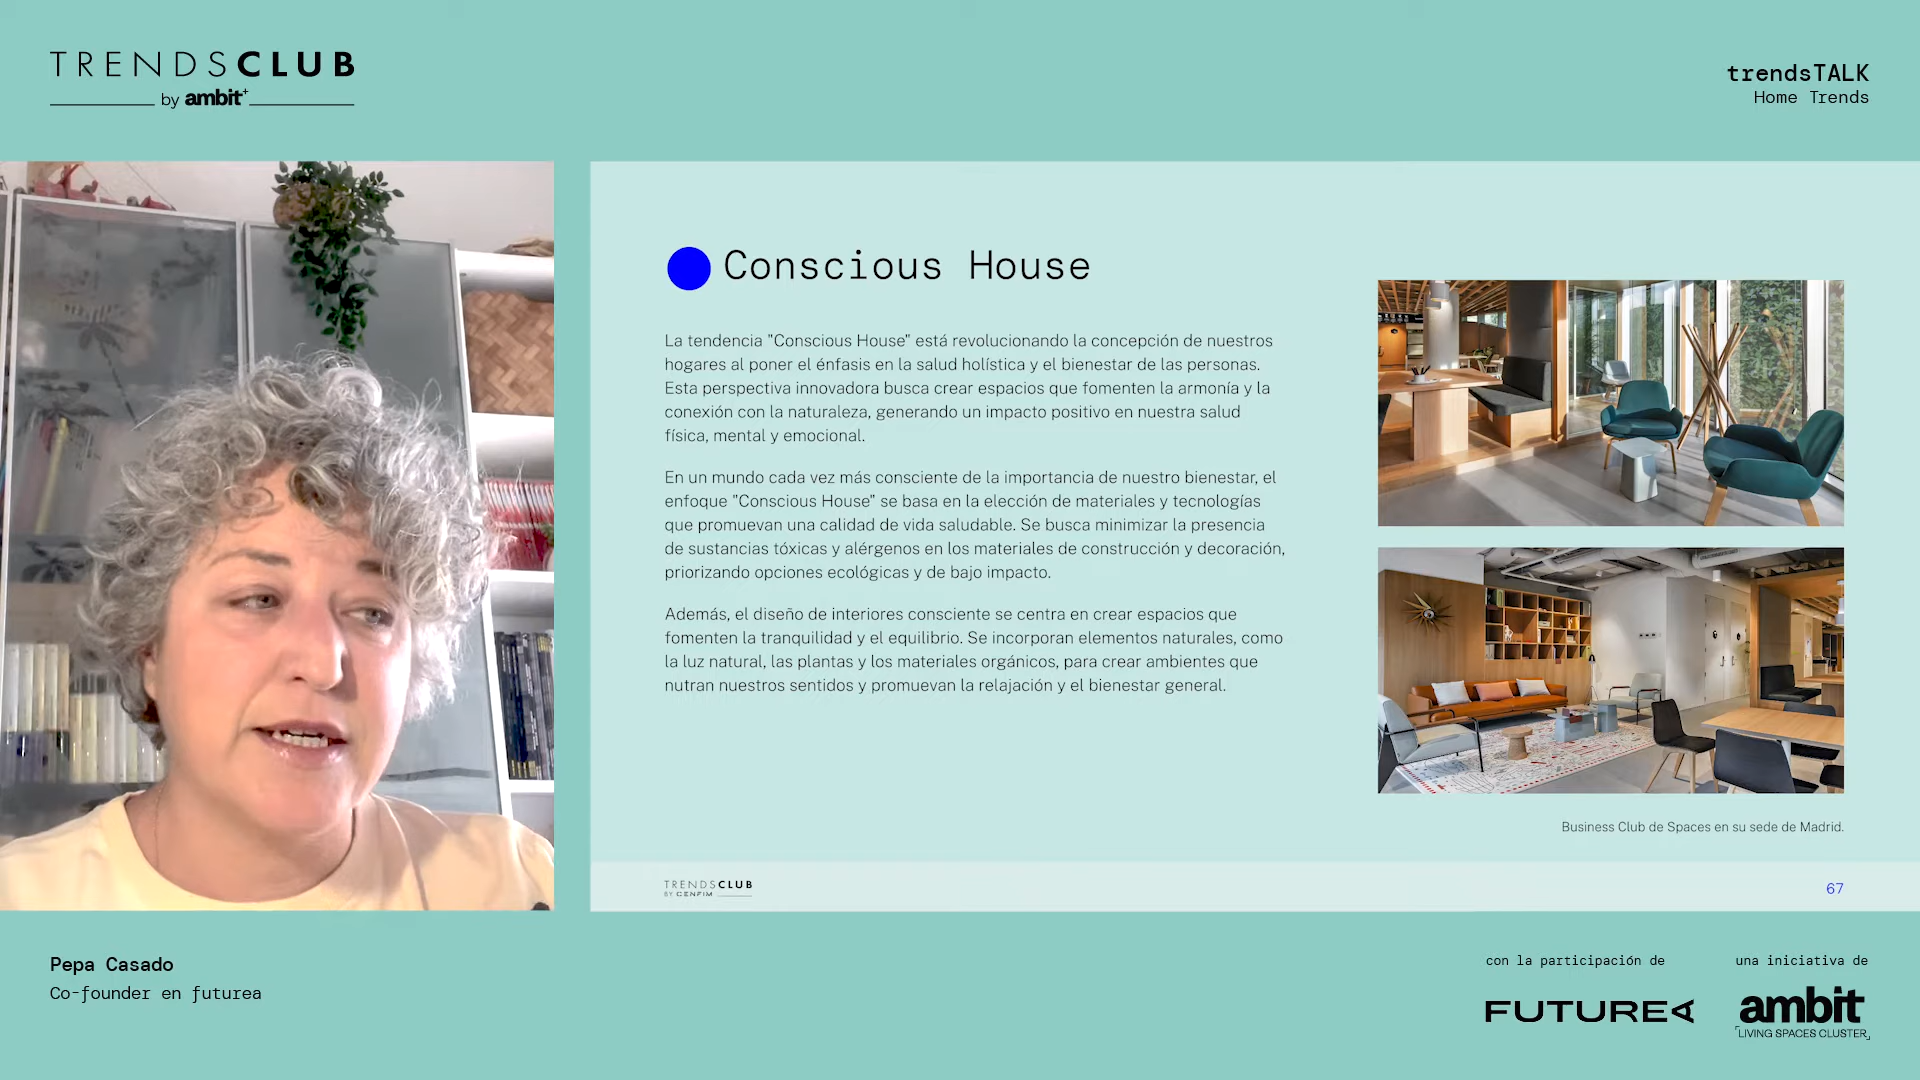 TRENDSCLUB
by ambit+
trendsTALK
Home Trends
Conscious House
La tendencia "Conscious House" está revolucionando la concepción de nuestros
hogares al poner el énfasis en la salud holística y el bienestar de las personas.
Esta perspectiva innovadora busca crear espacios que fomenten la armonía y la
conexión con la naturaleza, generando un impacto positivo en nuestra salud
física, mental y emocional.
En un mundo cada vez más consciente de la importancia de nuestro bienestar, el
enfoque "Conscious House" se basa en la elección de materiales y tecnologías
que promuevan una calidad de vida saludable. Se busca minimizar la presencia
de sustancias tóxicas y alérgenos en los materiales de construcción y decoración,
priorizando opciones ecológicas y de bajo impacto.
Además, el diseño de interiores consciente se centra en crear espacios que
fomenten la tranquilidad y el equilibrio. Se incorporan elementos naturales, como
la luz natural, las plantas y los materiales orgánicos, para crear ambientes que
nutran nuestros sentidos y promuevan la relajación y el bienestar general.
Business Club de Spaces en su sede de Madrid.
TRENDSCLUB
BY CENFIM
67
Pepa Casado
Co-founder en futurea
con la participación de
FUTUREA
una iniciativa de
ambit
LIVING SPACES CLUSTER